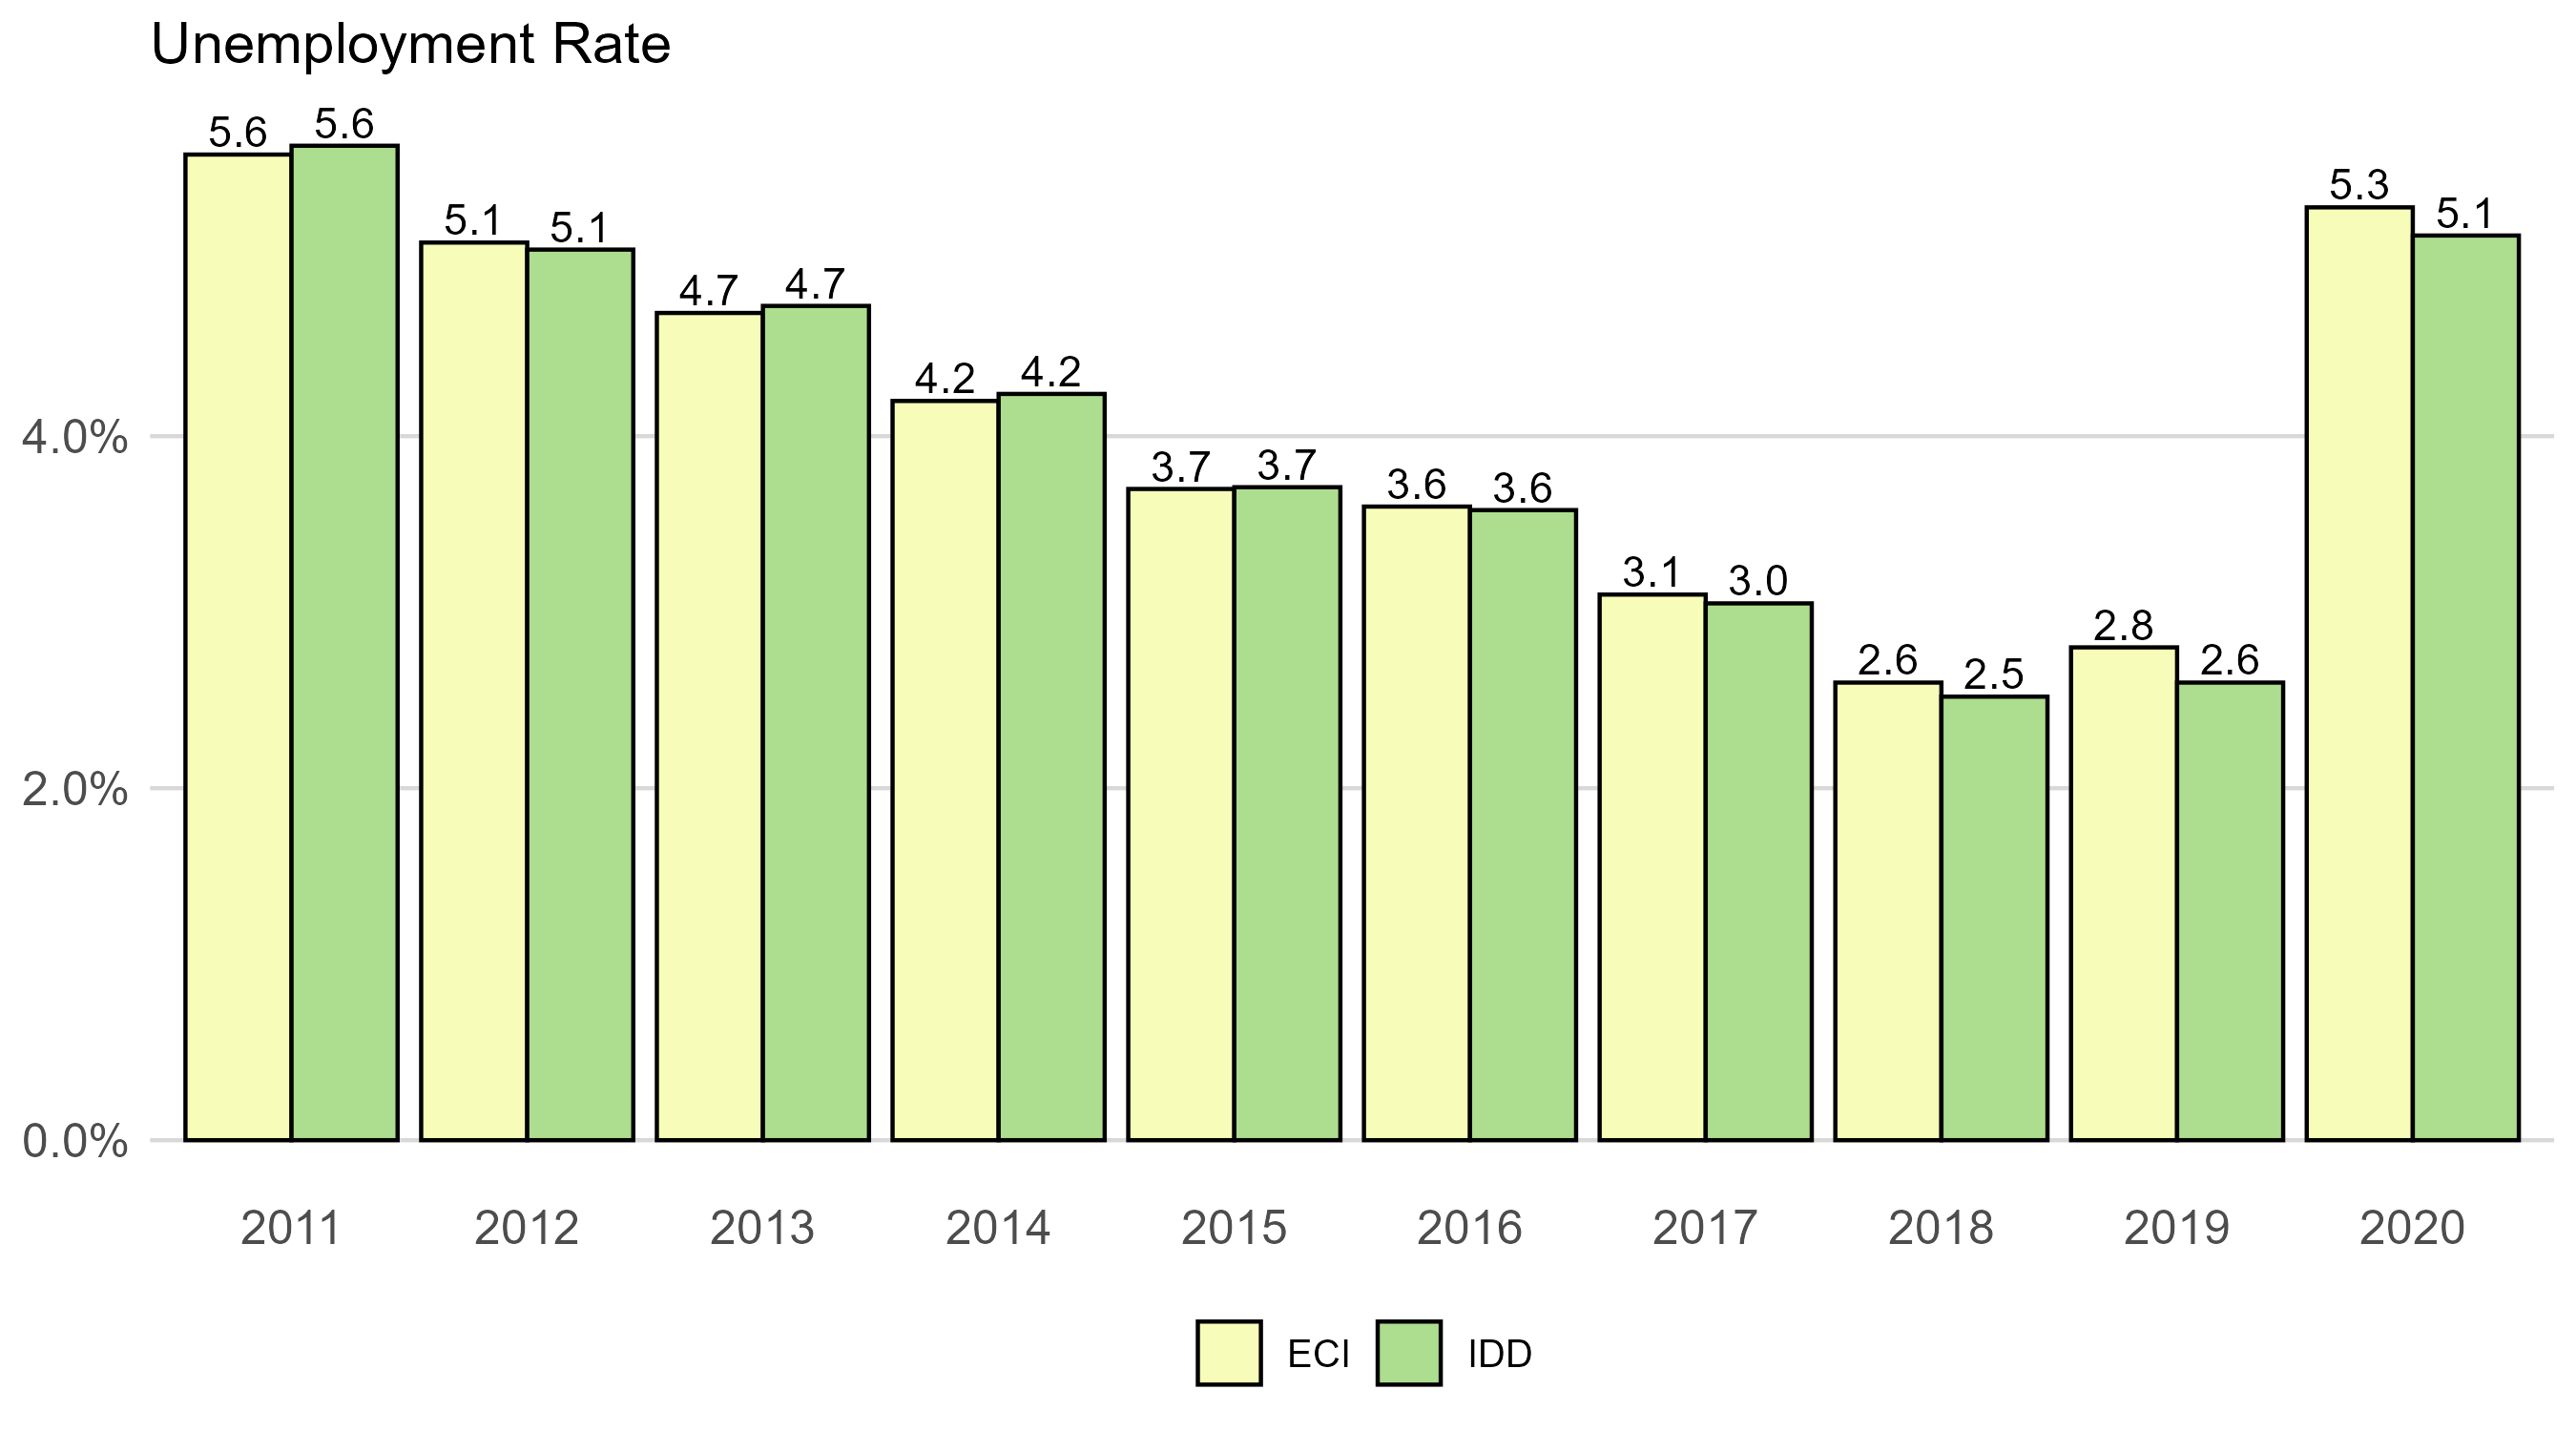 Unemployment Rate
5.6 5.6 5.1 5.1 4.7 4.7 4.2 4.2 3.7 3.7 3.6 3.6 3.1 3.0 2.6 2.5 2.8 2.6 5.3 5.1
4.0%
2.0%
0.0%
2011 2012 2013 2014 2015 2016 2017 2018 2019 2020
ECI IDD